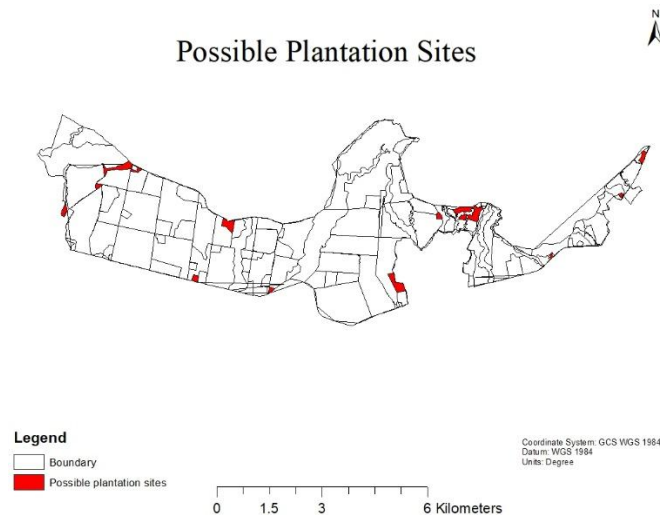 N
Possible Plantation Sites
Legend
Boundary
Possible plantation sites
Coordinate System: GCS WGS 1984
Datum: WGS 1984
Units: Degree
0 1.5 3 6 Kilometers